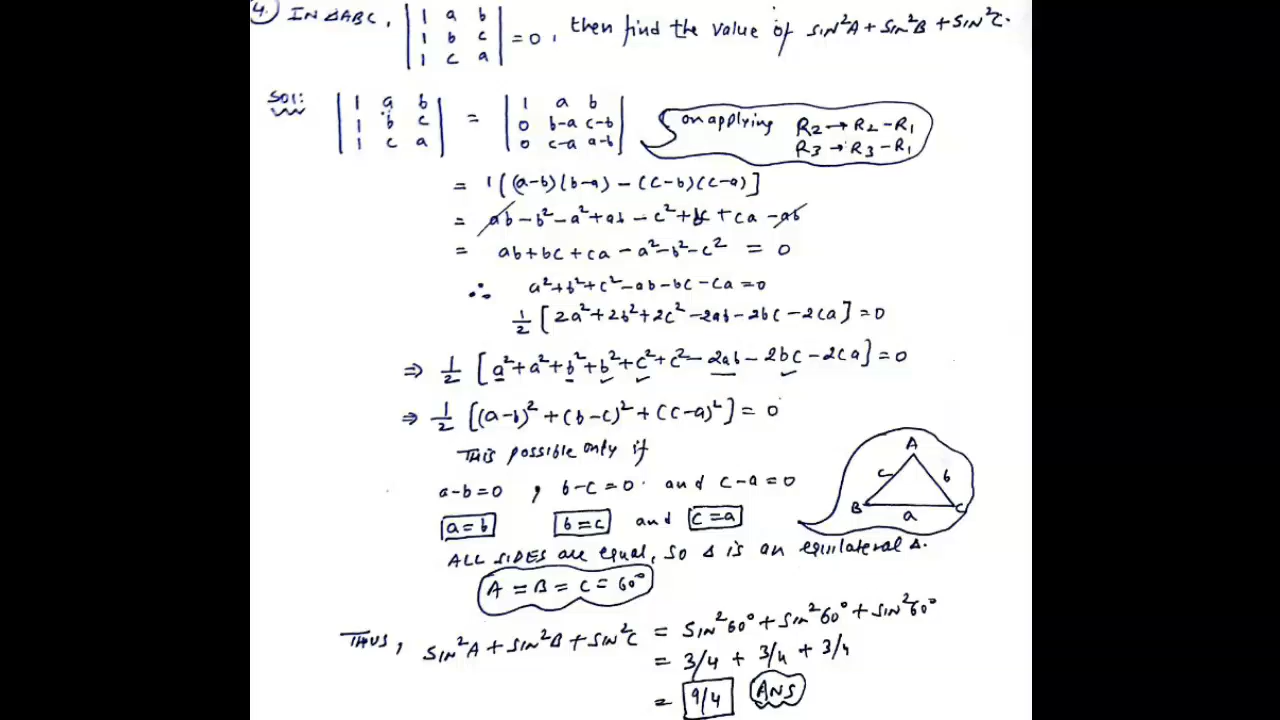 4. IN ΔABC, | 1 a b | = 0, then find the value of SIN²A + SIN²B + SIN²C.
| 1 b c |
| 1 c a |
Sol: | 1 a b | = | 1 a b | on applying R2 → R2 - R1
| 1 b c | | 0 b-a c-b | R3 → R3 - R1
| 1 c a | | 0 c-a a-b |
= 1[(a-b)(b-a) - (c-b)(c-a)]
= ab - b² - a² + ab - c² + bc + ca - ab
= ab + bc + ca - a² - b² - c² = 0
∴ a² + b² + c² - ab - bc - ca = 0
1/2 [2a² + 2b² + 2c² - 2ab - 2bc - 2ca] = 0
⇒ 1/2 [a² + a² + b² + b² + c² + c² - 2ab - 2bc - 2ca] = 0
⇒ 1/2 [(a-b)² + (b-c)² + (c-a)²] = 0
This possible only if
a-b=0 , b-c=0 and c-a=0
a=b b=c and c=a
A
c b
B C
a
ALL SIDES are equal, so Δ is an equilateral Δ.
A = B = C = 60°
THUS, SIN²A + SIN²B + SIN²C = SIN²60° + SIN²60° + SIN²60°
= 3/4 + 3/4 + 3/4
= 9/4 ANS